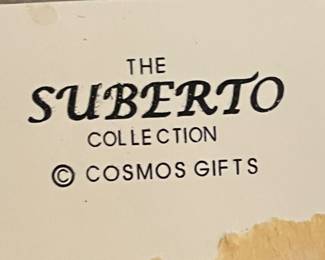 THE
SUBERTO
COLLECTION
© COSMOS GIFTS